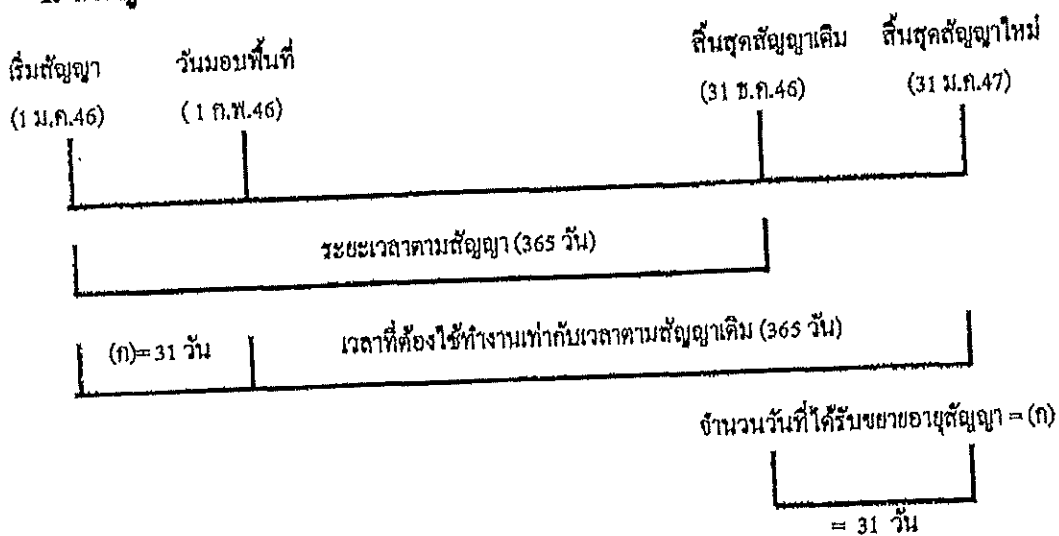 เริ่มสัญญา วันมอบพื้นที่ สิ้นสุดสัญญาเดิม สิ้นสุดสัญญาใหม่
(1 ม.ค.46) ( 1 ก.พ.46) (31 ธ.ค.46) (31 ม.ค.47)
ระยะเวลาตามสัญญา (365 วัน)
(ก)= 31 วัน เวลาที่ต้องใช้ทำงานเท่ากับเวลาตามสัญญาเดิม (365 วัน)
จำนวนวันที่ได้รับขยายอายุสัญญา = (ก)
= 31 วัน